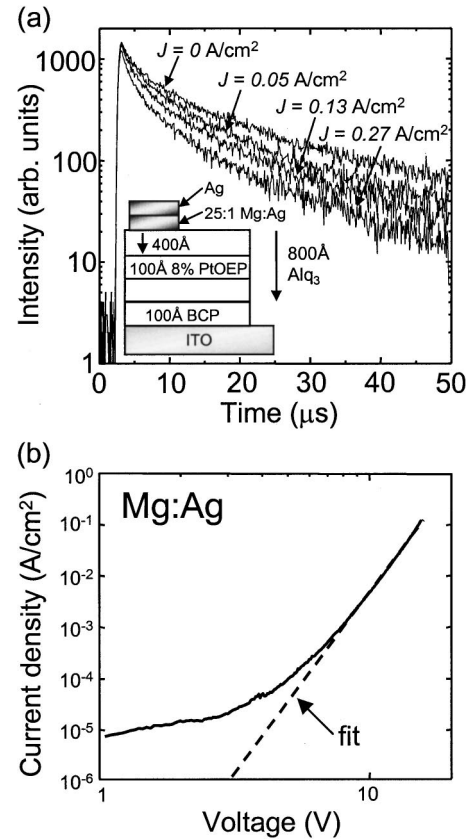 (a)
1000
100
10
1
Intensity (arb. units)
J = 0 A/cm²
J = 0.05 A/cm²
J = 0.13 A/cm²
J = 0.27 A/cm²
Ag
25:1 Mg:Ag
400Å
100Å 8% PtOEP
100Å BCP
ITO
800Å
Alq₃
0 10 20 30 40 50
Time (μs)
(b)
Mg:Ag
10⁰
10⁻¹
10⁻²
10⁻³
10⁻⁴
10⁻⁵
10⁻⁶
Current density (A/cm²)
fit
1 10
Voltage (V)